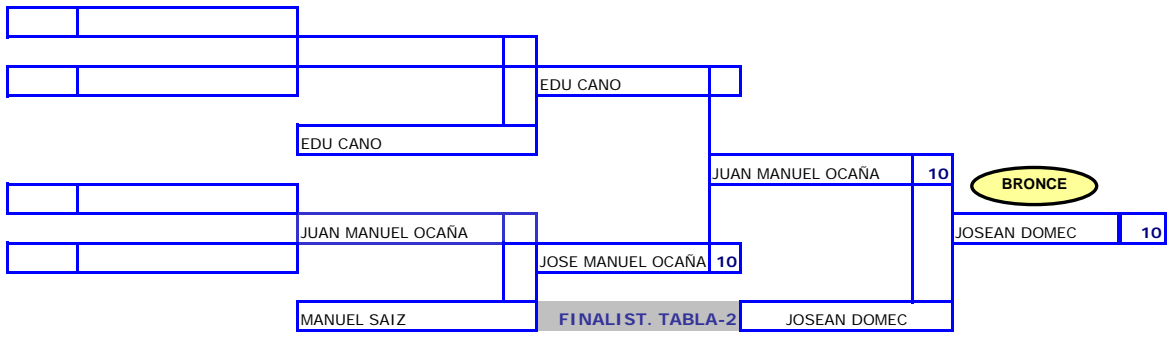 EDU CANO
EDU CANO
JUAN MANUEL OCAÑA 10
BRONCE
JUAN MANUEL OCAÑA
JOSEAN DOMEC 10
JOSE MANUEL OCAÑA 10
MANUEL SAIZ
FINALIST. TABLA-2
JOSEAN DOMEC